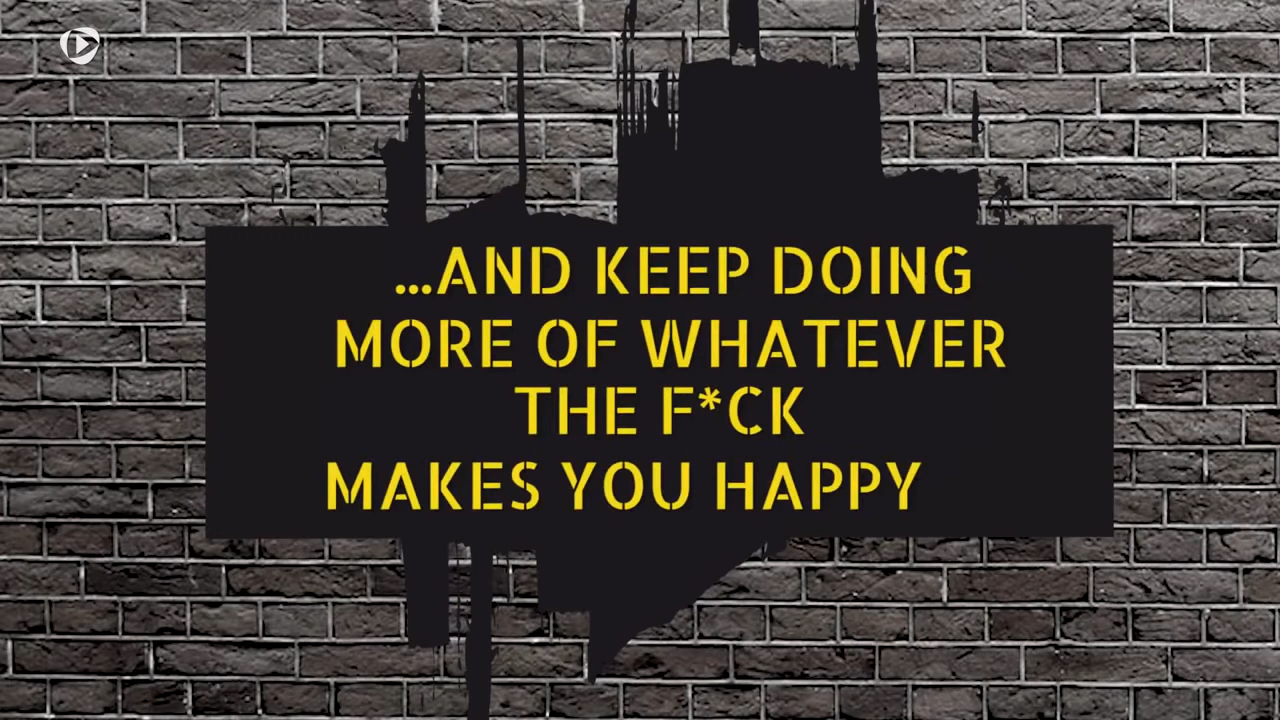 ...AND KEEP DOING
MORE OF WHATEVER
THE F*CK
MAKES YOU HAPPY